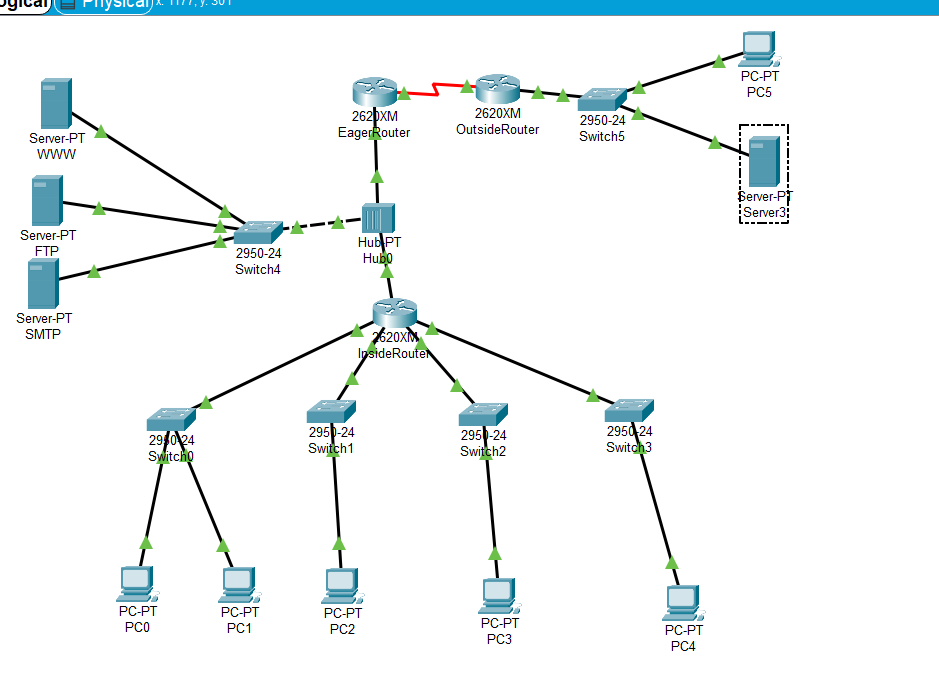 Physical
x: 1177, y: 301
Server-PT
WWW
Server-PT
FTP
Server-PT
SMTP
2950-24
Switch4
2620XM
EagerRouter
2620XM
OutsideRouter
2950-24
Switch5
PC-PT
PC5
Server-PT
Server3
Hub-PT
Hub0
2620XM
InsideRouter
2950-24
Switch0
2950-24
Switch1
2950-24
Switch2
2950-24
Switch3
PC-PT
PC0
PC-PT
PC1
PC-PT
PC2
PC-PT
PC3
PC-PT
PC4